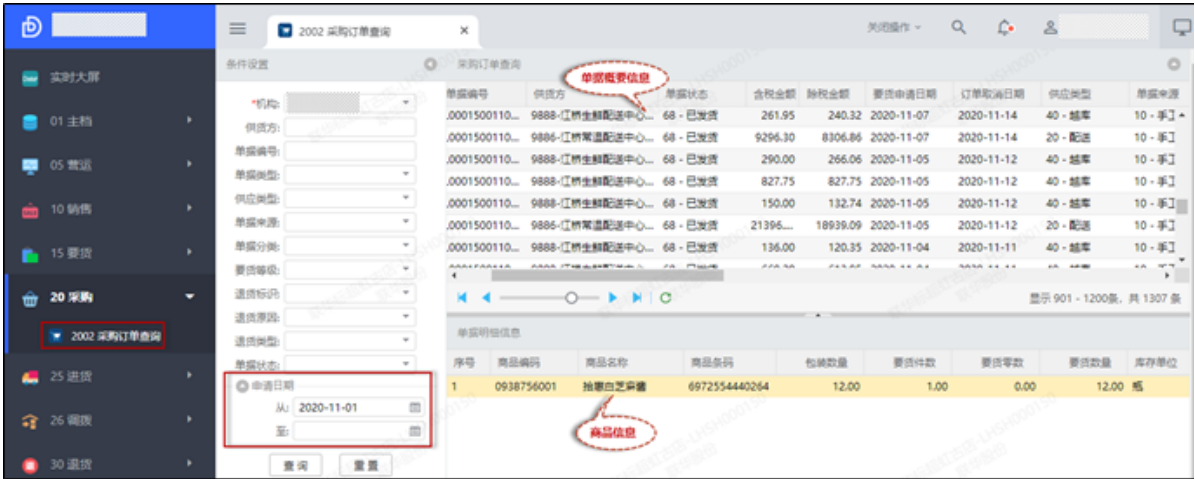 2002 采购订单查询
关闭操作
实时大屏
01 主档
05 营运
10 销售
15 要货
20 采购
2002 采购订单查询
25 进货
26 调拨
30 退货
条件设置
*机构:
供货方:
单据编号:
单据类型:
供应类型:
单据来源:
单据分类:
要货等级:
退货标识:
退货原因:
退货类型:
单据状态:
申请日期
从: 2020-11-01
至:
查询 重置
采购订单查询
单据概要信息
单据编号 供货方 单据状态 含税金额 除税金额 要货申请日期 订单取消日期 供应类型 单据来源
.0001500110... 9888-江桥生鲜配送中心... 68 - 已发货 261.95 240.32 2020-11-07 2020-11-14 40 - 越库 10 - 手工
.0001500110... 9886-江桥常温配送中心... 68 - 已发货 9296.30 8306.86 2020-11-07 2020-11-14 20 - 配送 10 - 手工
.0001500110... 9888-江桥生鲜配送中心... 68 - 已发货 290.00 266.06 2020-11-05 2020-11-12 40 - 越库 10 - 手工
.0001500110... 9888-江桥生鲜配送中心... 68 - 已发货 827.75 827.75 2020-11-05 2020-11-12 40 - 越库 10 - 手工
.0001500110... 9888-江桥生鲜配送中心... 68 - 已发货 150.00 132.74 2020-11-05 2020-11-12 40 - 越库 10 - 手工
.0001500110... 9886-江桥常温配送中心... 68 - 已发货 21396.... 18939.09 2020-11-05 2020-11-12 20 - 配送 10 - 手工
.0001500110... 9888-江桥生鲜配送中心... 68 - 已发货 136.00 120.35 2020-11-04 2020-11-11 40 - 越库 10 - 手工
显示 901 - 1200条, 共 1307 条
单据明细信息
序号 商品编码 商品名称 商品条码 包装数量 要货件数 要货零数 要货数量 库存单位
1 0938756001 拾惠白芝麻酱 6972554440264 12.00 1.00 0.00 12.00 瓶
商品信息